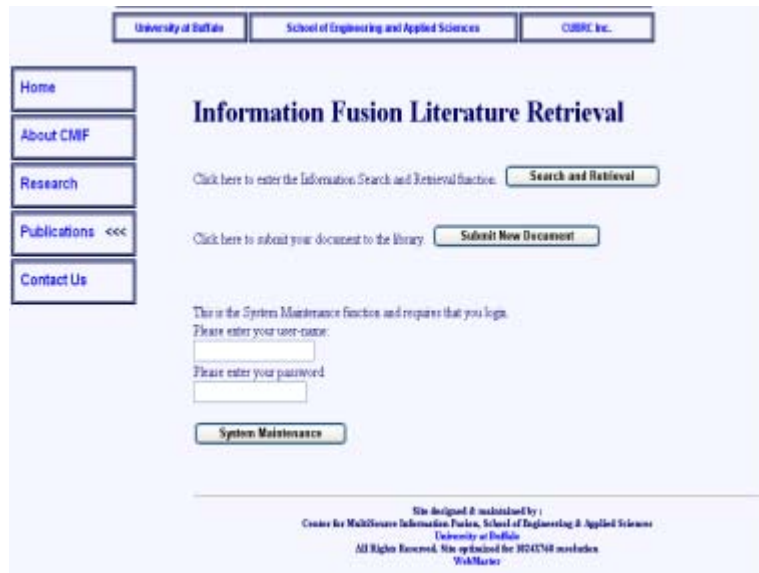 University at Buffalo
School of Engineering and Applied Sciences
CUBRC Inc.
Home
About CMIF
Research
Publications <<<
Contact Us
Information Fusion Literature Retrieval
Click here to enter the Information Search and Retrieval function. Search and Retrieval
Click here to submit your document to the library. Submit New Document
This is the System Maintenance function and requires that you login.
Please enter your user-name:
Please enter your password
System Maintenance
Site designed & maintained by :
Center for MultiSource Information Fusion, School of Engineering & Applied Sciences
University at Buffalo
All Rights Reserved. Site optimized for 1024X768 resolution
WebMaster